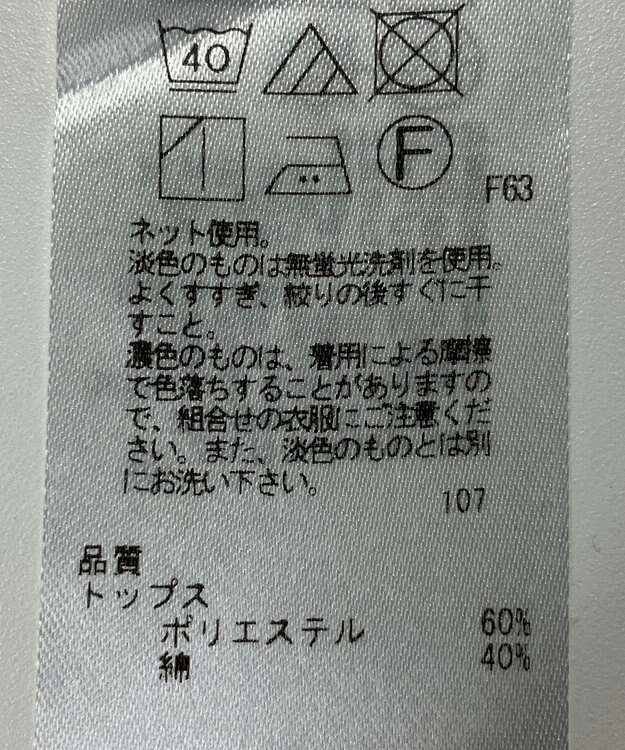 40
F
F63
ネット使用。
淡色のものは無蛍光洗剤を使用。
よくすすぎ、絞りの後すぐに干
すこと。
濃色のものは、着用による摩擦
で色落ちすることがありますの
で、組合せの衣服にご注意くだ
さい。また、淡色のものとは別
にお洗い下さい。
107
品質
トップス
ポリエステル 60%
綿 40%